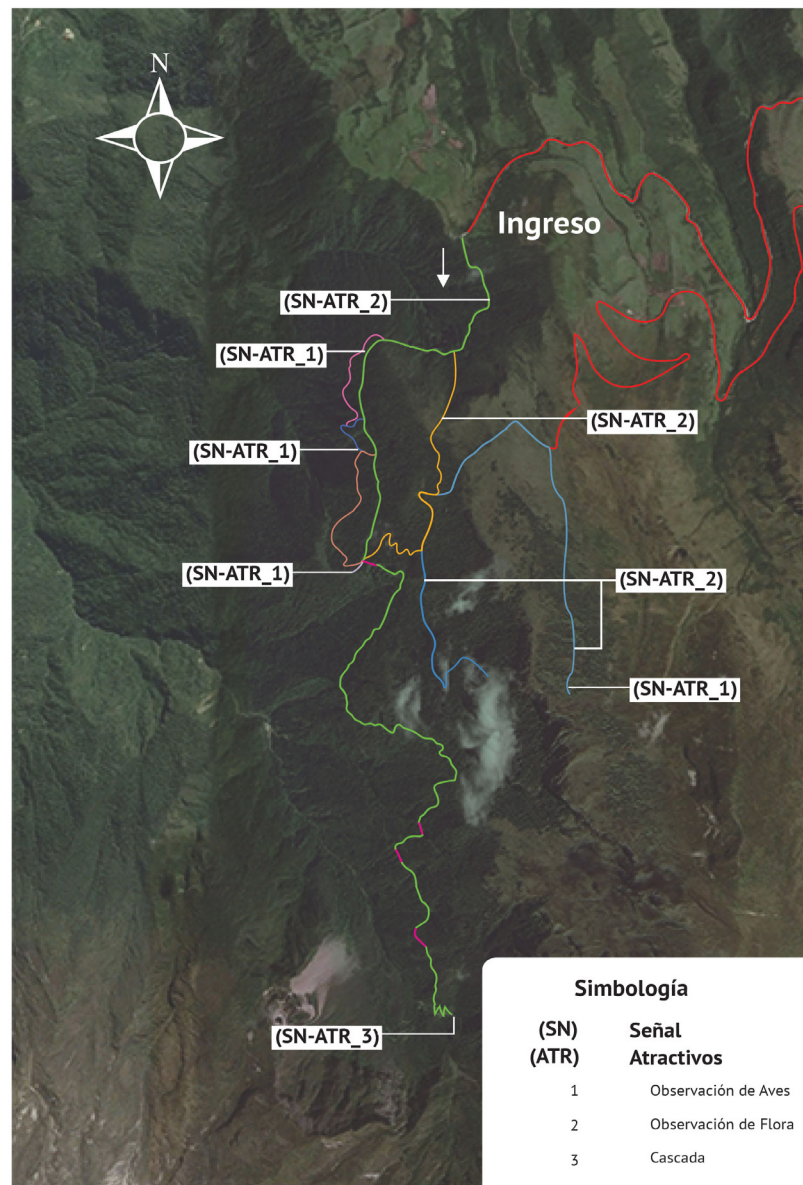 N
Ingreso
(SN-ATR_2)
(SN-ATR_1)
(SN-ATR_2)
(SN-ATR_1)
(SN-ATR_1)
(SN-ATR_2)
(SN-ATR_1)
(SN-ATR_3)
Simbología
(SN) Señal
(ATR) Atractivos
1 Observación de Aves
2 Observación de Flora
3 Cascada